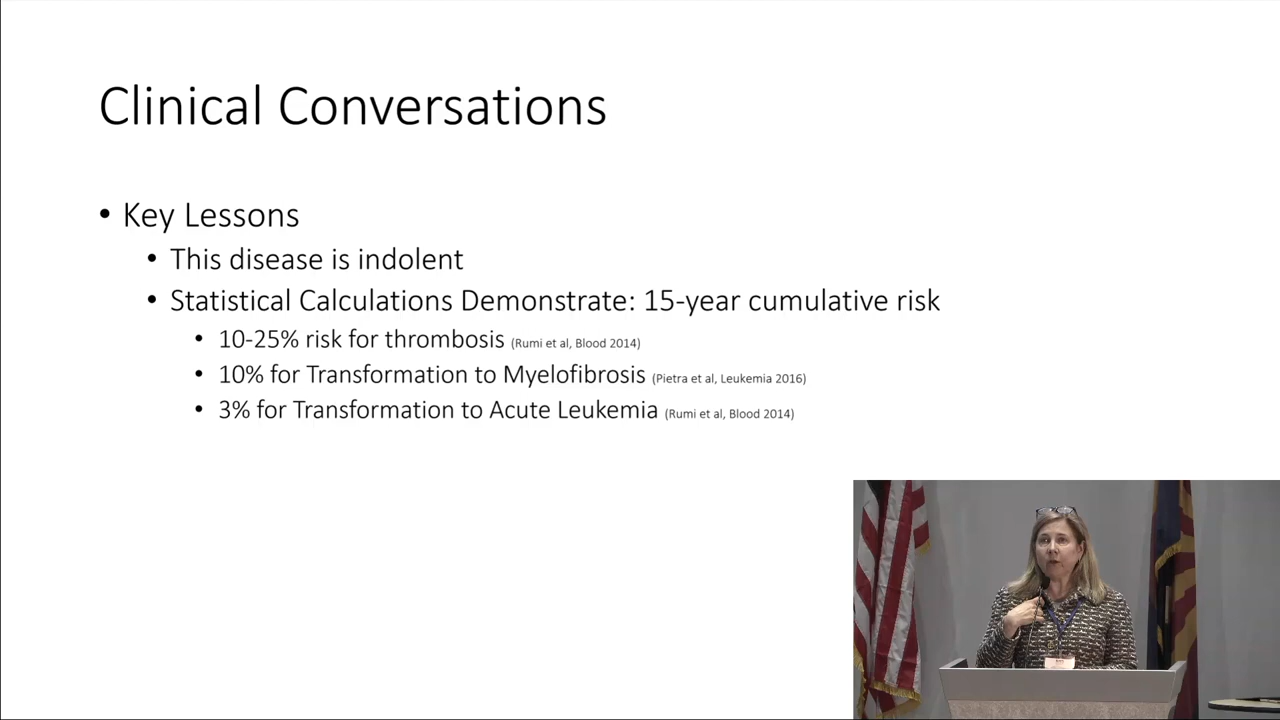 Clinical Conversations
• Key Lessons
• This disease is indolent
• Statistical Calculations Demonstrate: 15-year cumulative risk
• 10-25% risk for thrombosis (Rumi et al, Blood 2014)
• 10% for Transformation to Myelofibrosis (Pietra et al, Leukemia 2016)
• 3% for Transformation to Acute Leukemia (Rumi et al, Blood 2014)